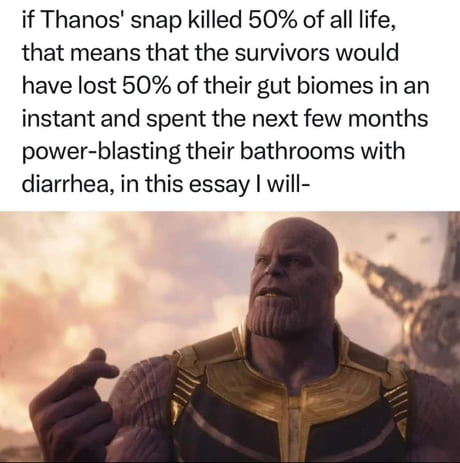 if Thanos' snap killed 50% of all life,
that means that the survivors would
have lost 50% of their gut biomes in an
instant and spent the next few months
power-blasting their bathrooms with
diarrhea, in this essay I will-